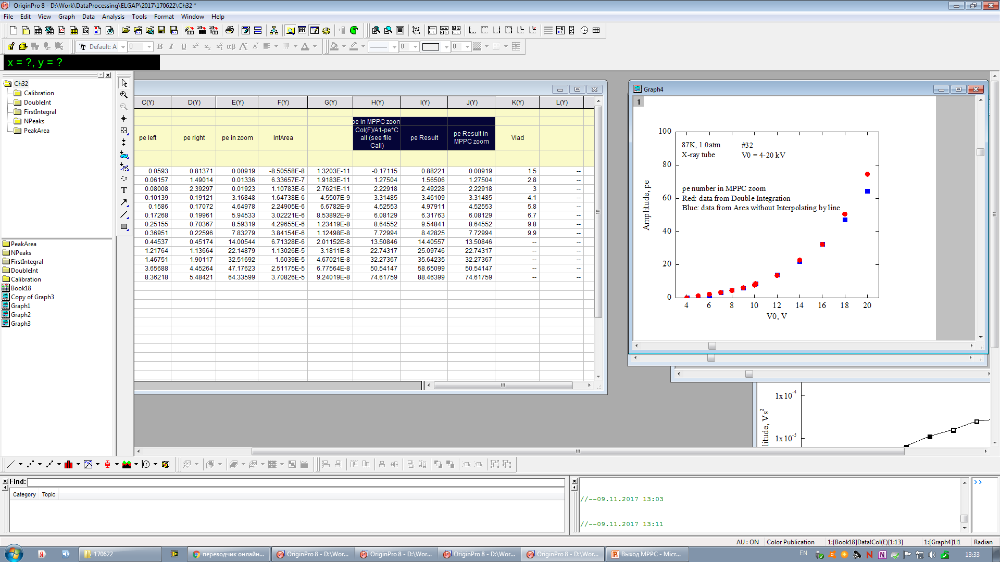 OriginPro 8 - D:\Work\DataProcessing\ELGAP\2017\170622\Ch32 *
File Edit View Graph Data Analysis Tools Format Window Help
Default: A 0 B I U αβ A 0 0
x = ?, y = ?
Ch32
Calibration
DoubleInt
FirstIntegral
NPeaks
PeakArea
PeakArea
NPeaks
FirstIntegral
DoubleInt
Calibration
Book18
Copy of Graph3
Graph1
Graph2
Graph3
C(Y) D(Y) E(Y) F(Y) G(Y) H(Y) I(Y) J(Y) K(Y) L(Y)
pe in MPPC zoom
pe left pe right pe in zoom IntArea Col(F)/A1-pe*Call (see file Call) pe Result pe Result in MPPC zoom Vlad
0.0593 0.81371 0.00919 -8.50558E-8 1.3203E-11 -0.17115 0.88221 0.00919 1.5 --
0.06157 1.49014 0.01336 6.33657E-7 1.9183E-11 1.27504 1.56506 1.27504 2.8 --
0.08008 2.39297 0.01923 1.10783E-6 2.7621E-11 2.22918 2.49228 2.22918 3 --
0.10139 0.19121 3.16848 1.64738E-6 4.5507E-9 3.31485 3.46109 3.31485 4.1 --
0.1586 0.17072 4.64978 2.24905E-6 6.6782E-9 4.52553 4.97911 4.52553 5.8 --
0.17268 0.19961 5.94533 3.02221E-6 8.53892E-9 6.08129 6.31763 6.08129 6.7 --
0.25155 0.70367 8.59319 4.29655E-6 1.23419E-8 8.64552 9.54841 8.64552 9.8 --
0.36951 0.22596 7.83279 3.84154E-6 1.12498E-8 7.72994 8.42825 7.72994 9.9 --
0.44537 0.45174 14.00544 6.71328E-6 2.01152E-8 13.50846 14.40557 13.50846 -- --
1.21764 1.13664 22.14879 1.13026E-5 3.1811E-8 22.74317 25.09746 22.74317 -- --
1.46751 1.90117 32.51692 1.6039E-5 4.67021E-8 32.27367 35.64235 32.27367 -- --
3.65688 4.45264 47.17623 2.51175E-5 6.77564E-8 50.54147 58.65099 50.54147 -- --
8.36218 5.48421 64.33599 3.70826E-5 9.24019E-8 74.61759 88.46399 74.61759 -- --
Graph4
1
100
80
60
40
20
0
Amplitude, pe
87K, 1.0atm #32
X-ray tube V0 = 4-20 kV
pe number in MPPC zoom
Red: data from Double Integration
Blue: data from Area without Interpolating by line
4 6 8 10 12 14 16 18 20
V0, V
1x10⁻⁴
1x10⁻⁵
litude, Vs²
Find:
Category Topic
//--09.11.2017 13:03
//--09.11.2017 13:11
>>
AU : ON Color Publication 1:[Book18]Data!Col(E)[1:13] 1:[Graph4]1!1 Radian
170622 переводчик онлайн... OriginPro 8 - D:\Wor... OriginPro 8 - D:\Wor... OriginPro 8 - D:\Wor... OriginPro 8 - D:\Wor... Выход MPPC - Micr... EN 13:33